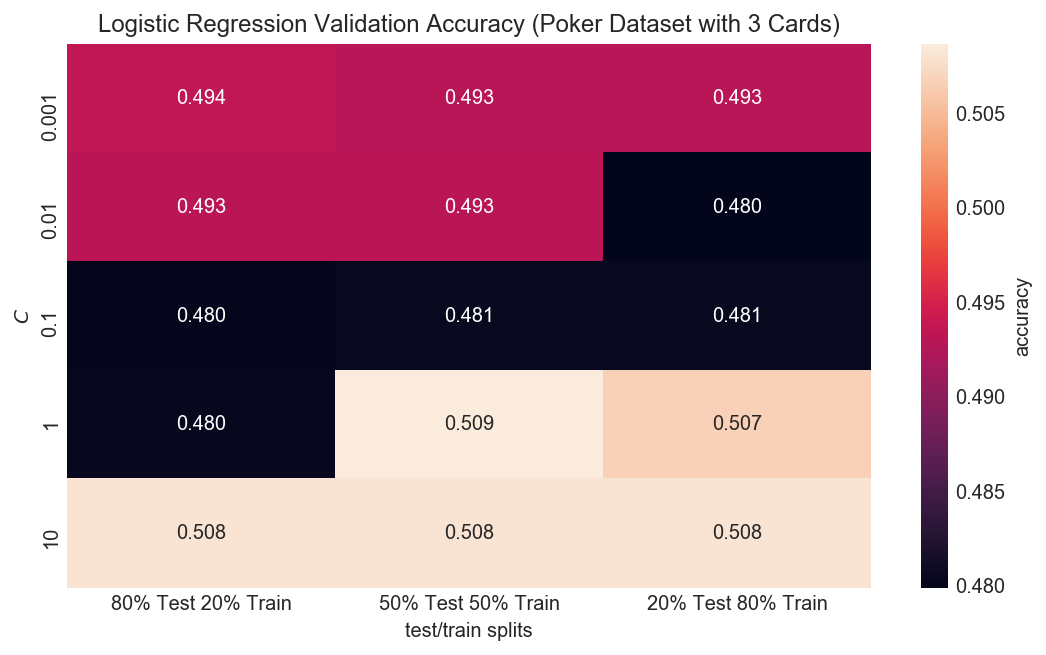 Logistic Regression Validation Accuracy (Poker Dataset with 3 Cards)
0.001
0.494 0.493 0.493
0.01
0.493 0.493 0.480
0.1
0.480 0.481 0.481
1
0.480 0.509 0.507
10
0.508 0.508 0.508
C
80% Test 20% Train 50% Test 50% Train 20% Test 80% Train
test/train splits
0.505
0.500
0.495
0.490
0.485
0.480
accuracy